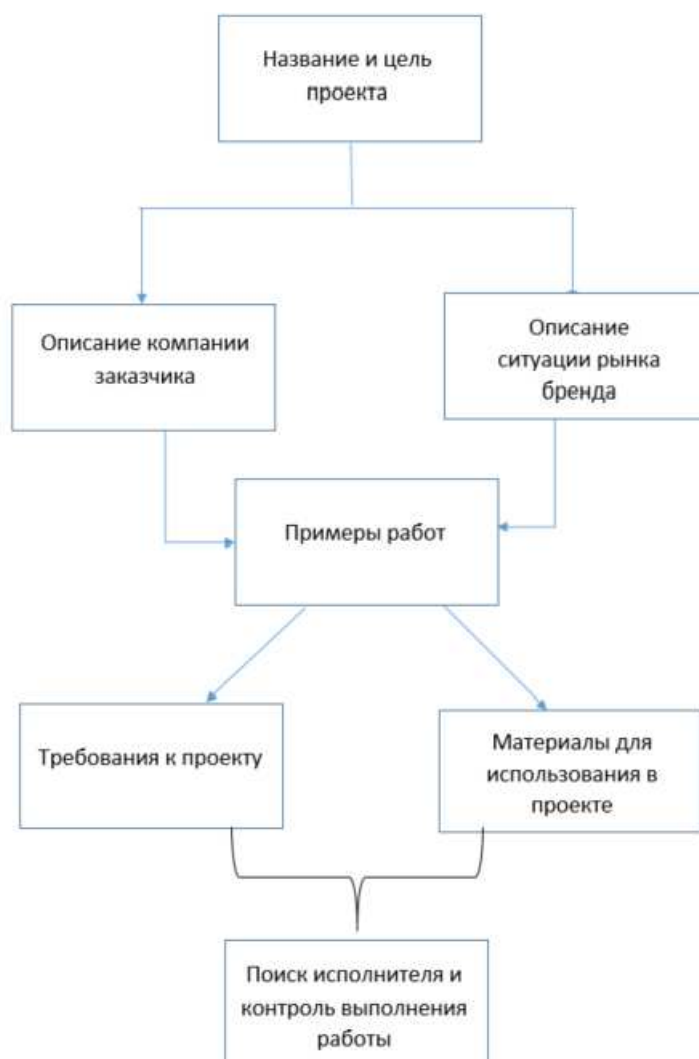 Название и цель
проекта
Описание компании
заказчика
Описание
ситуации рынка
бренда
Примеры работ
Требования к проекту
Материалы для
использования в
проекте
Поиск исполнителя и
контроль выполнения
работы